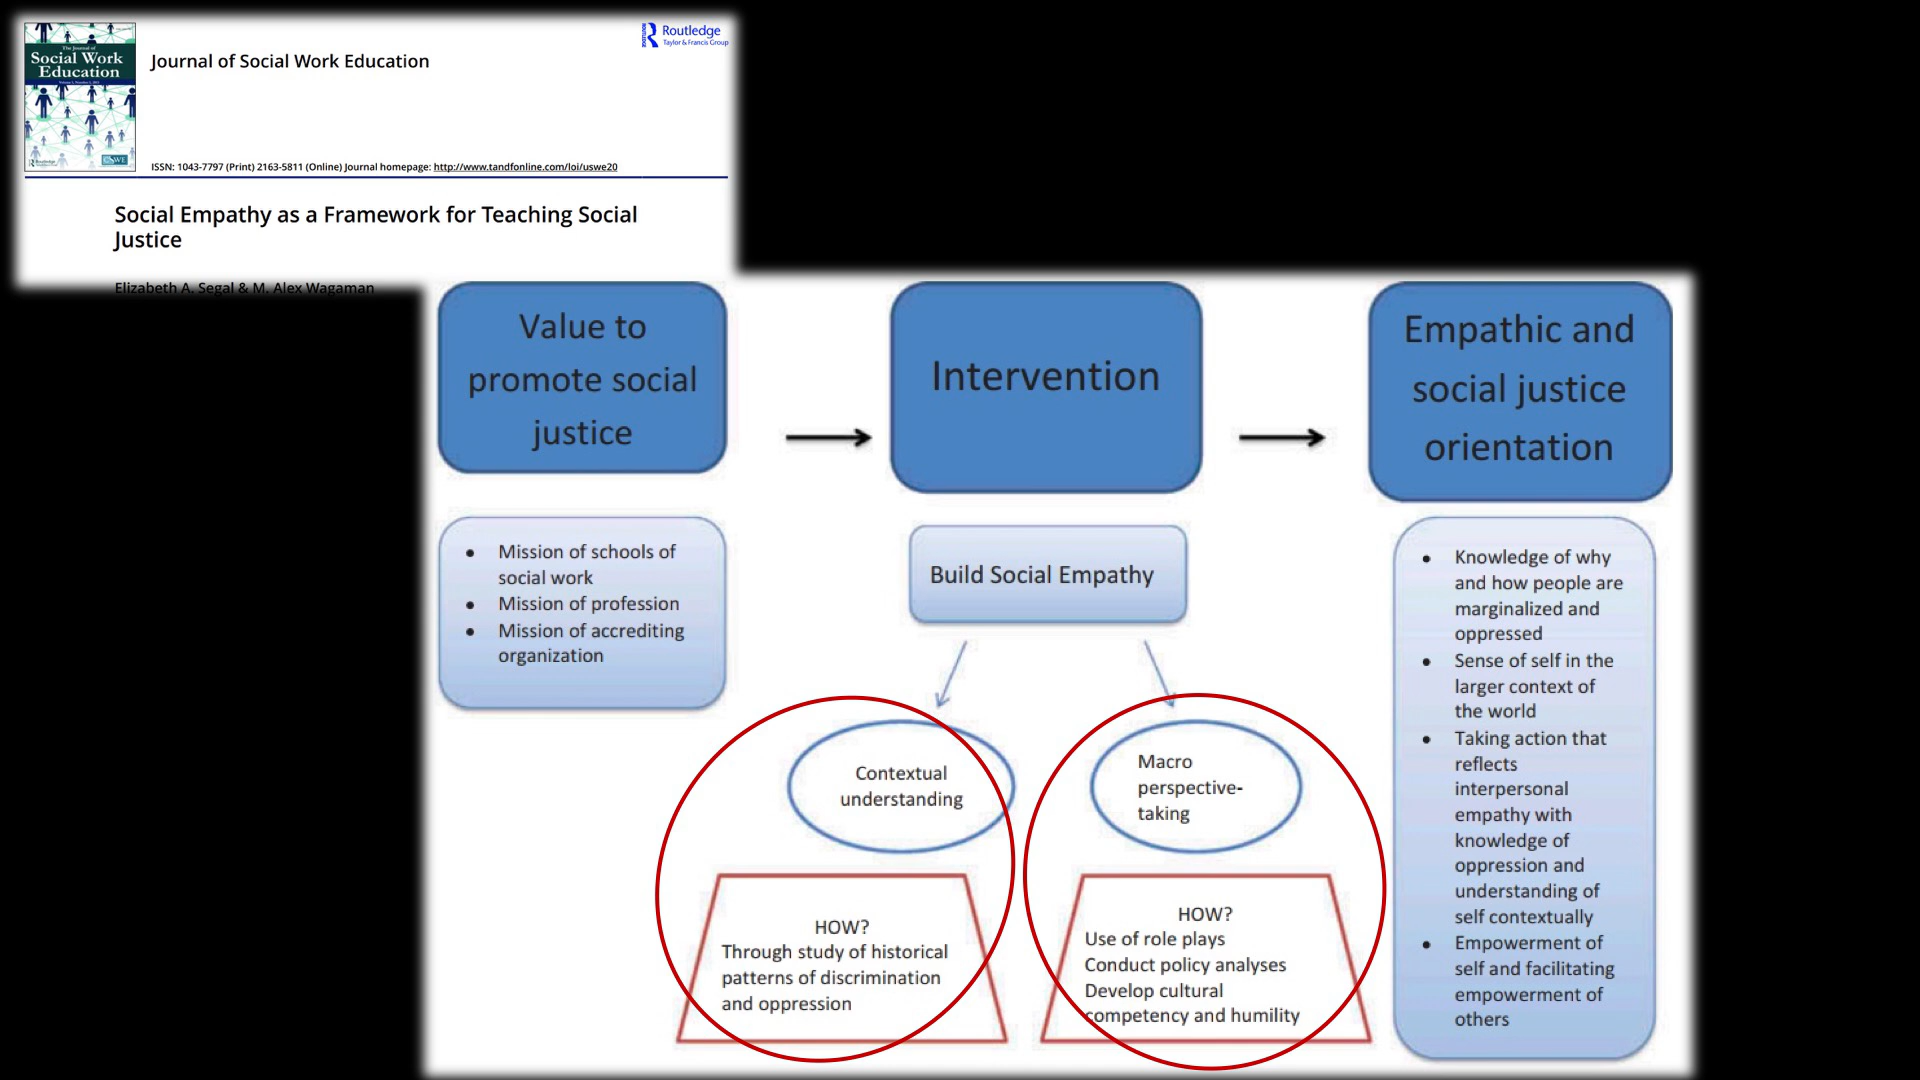 The Journal of
Social Work
Education
CSWE
Routledge
Taylor & Francis Group
Journal of Social Work Education
ISSN: 1043-7797 (Print) 2163-5811 (Online) Journal homepage: http://www.tandfonline.com/loi/uswe20
Social Empathy as a Framework for Teaching Social
Justice
Elizabeth A. Segal & M. Alex Wagaman
Value to
promote social
justice
Intervention
Empathic and
social justice
orientation
• Mission of schools of
social work
• Mission of profession
• Mission of accrediting
organization
Build Social Empathy
Contextual
understanding
Macro
perspective-
taking
HOW?
Through study of historical
patterns of discrimination
and oppression
HOW?
Use of role plays
Conduct policy analyses
Develop cultural
competency and humility
• Knowledge of why
and how people are
marginalized and
oppressed
• Sense of self in the
larger context of
the world
• Taking action that
reflects
interpersonal
empathy with
knowledge of
oppression and
understanding of
self contextually
• Empowerment of
self and facilitating
empowerment of
others